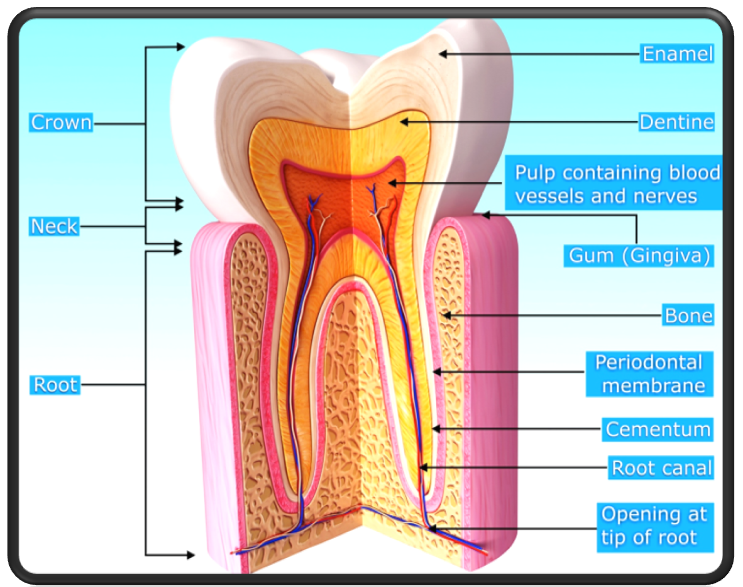 Crown
Neck
Root
Enamel
Dentine
Pulp containing blood
vessels and nerves
Gum (Gingiva)
Bone
Periodontal
membrane
Cementum
Root canal
Opening at
tip of root